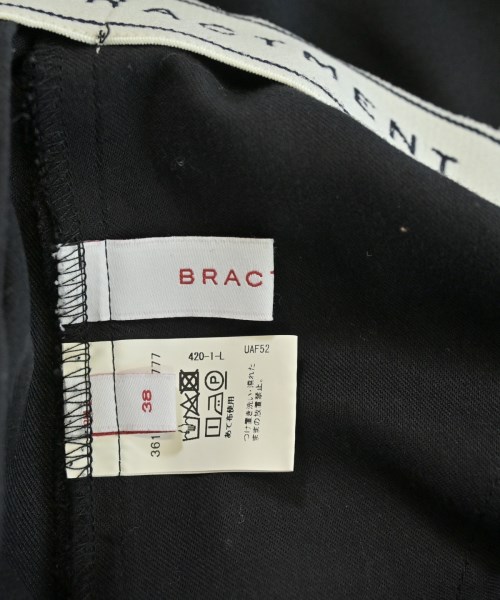 RACTMENT
BRACT
420-1-L
UAF52
777
361
38
あて布使用
つけ置き洗い・濡れた
ままの放置禁止。